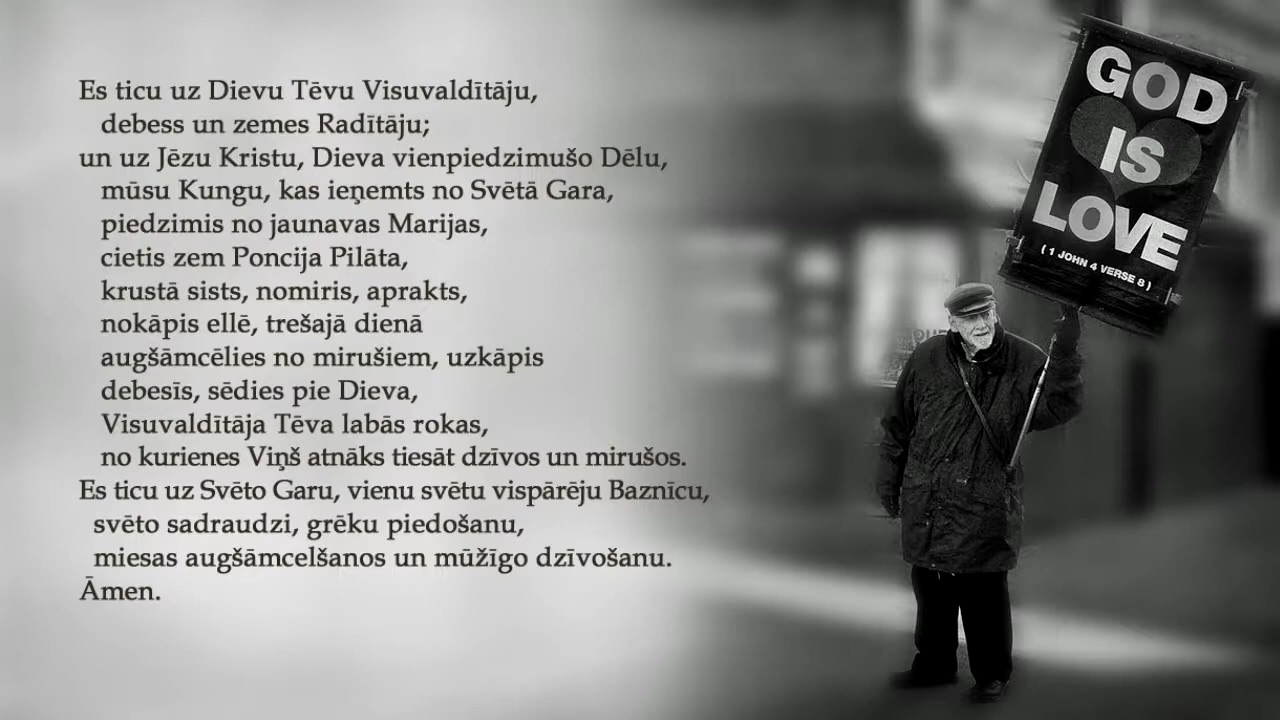 Es ticu uz Dievu Tēvu Visuvaldītāju,
debess un zemes Radītāju;
un uz Jēzu Kristu, Dieva vienpiedzimušo Dēlu,
mūsu Kungu, kas ieņemts no Svētā Gara,
piedzimis no jaunavas Marijas,
cietis zem Poncija Pilāta,
krustā sists, nomiris, aprakts,
nokāpis ellē, trešajā dienā
augšāmcēlies no mirušiem, uzkāpis
debesīs, sēdies pie Dieva,
Visuvaldītāja Tēva labās rokas,
no kurienes Viņš atnāks tiesāt dzīvos un mirušos.
Es ticu uz Svēto Garu, vienu svētu vispārēju Baznīcu,
svēto sadraudzi, grēku piedošanu,
miesas augšāmcelšanos un mūžīgo dzīvošanu.
Āmen.
GOD
IS
LOVE
( 1 JOHN 4 VERSE 8 )